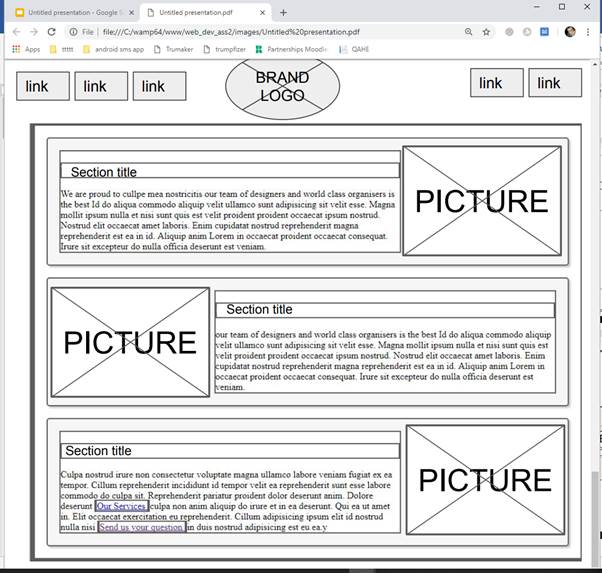 Untitled presentation - Google S
Untitled presentation.pdf
File | file:///C:/wamp64/www/web_dev_ass2/images/Untitled%20presentation.pdf
Apps ttttt android sms app Trumaker trumpfizer Partnerships Moodle QAHE
link link link BRAND LOGO link link
Section title
We are proud to cullpe mea nostricitis our team of designers and world class organisers is
the best Id do aliqua commodo aliquip velit ullamco sunt adipisicing sit velit esse. Magna
mollit ipsum nulla et nisi sunt quis est velit proident proident occaecat ipsum nostrud.
Nostrud elit occaecat amet laboris. Enim cupidatat nostrud reprehenderit magna
reprehenderit est ea in id. Aliquip anim Lorem in occaecat proident occaecat consequat.
Irure sit excepteur do nulla officia deserunt est veniam.
PICTURE
PICTURE
Section title
our team of designers and world class organisers is the best Id do aliqua commodo aliquip
velit ullamco sunt adipisicing sit velit esse. Magna mollit ipsum nulla et nisi sunt quis est
velit proident proident occaecat ipsum nostrud. Nostrud elit occaecat amet laboris. Enim
cupidatat nostrud reprehenderit magna reprehenderit est ea in id. Aliquip anim Lorem in
occaecat proident occaecat consequat. Irure sit excepteur do nulla officia deserunt est
veniam.
Section title
Culpa nostrud irure non consectetur voluptate magna ullamco labore veniam fugiat ex ea
tempor. Cillum reprehenderit incididunt id tempor velit ea reprehenderit sunt esse labore
commodo do culpa sit. Reprehenderit pariatur proident dolor deserunt anim. Dolore
deserunt Our Services culpa non anim aliquip do irure et in ea deserunt. Qui ea ut amet
in. Elit occaecat exercitation eu reprehenderit. Cillum adipisicing ipsum elit id nostrud
nulla nisi Send us your question in duis nostrud adipisicing est eu ea.y
PICTURE